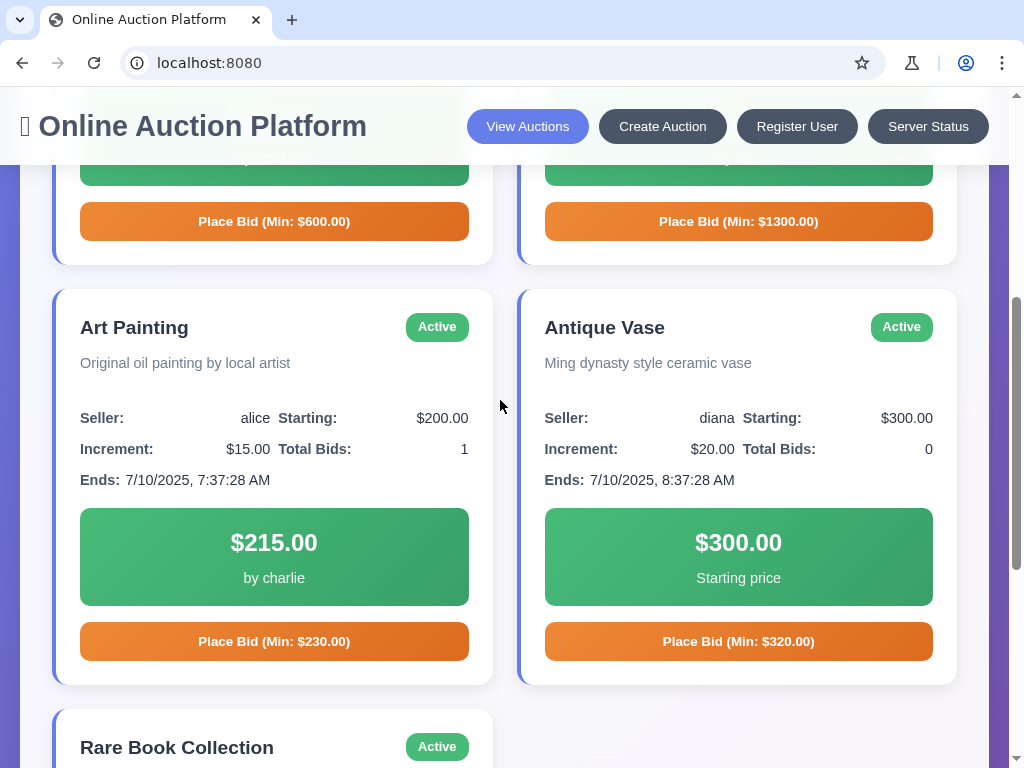 Online Auction Platform
localhost:8080
Online Auction Platform
View Auctions
Create Auction
Register User
Server Status
Place Bid (Min: $600.00)
Place Bid (Min: $1300.00)
Art Painting
Active
Original oil painting by local artist
Seller: alice Starting: $200.00
Increment: $15.00 Total Bids: 1
Ends: 7/10/2025, 7:37:28 AM
$215.00
by charlie
Place Bid (Min: $230.00)
Antique Vase
Active
Ming dynasty style ceramic vase
Seller: diana Starting: $300.00
Increment: $20.00 Total Bids: 0
Ends: 7/10/2025, 8:37:28 AM
$300.00
Starting price
Place Bid (Min: $320.00)
Rare Book Collection
Active